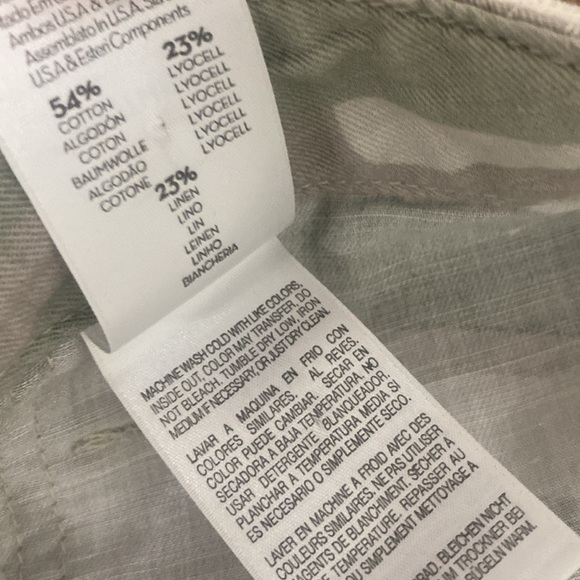 Ambos U.S.A &
Assemblato In U.S.A.
U.S.A & Esteri Components
54%
COTTON
ALGODÓN
COTON
BAUMWOLLE
ALGODÃO
COTONE
23%
LYOCELL
LYOCELL
LYOCELL
LYOCELL
LYOCELL
LYOCELL
23%
LINEN
LINO
LIN
LEINEN
LINHO
BIANCHERIA
MACHINE WASH COLD WITH LIKE COLORS,
INSIDE OUT, COLOR MAY TRANSFER, DO
NOT BLEACH. TUMBLE DRY LOW, IRON
MEDIUM IF NECESSARY, OR JUST DRY CLEAN.
LAVAR A MAQUINA EN FRIO CON
COLORES SIMILARES. AL REVES.
COLOR PUEDE CAMBIAR. SECAR EN
SECADORA A BAJA TEMPERATURA. NO
USAR DETERGENTE BLANQUEADOR.
PLANCHAR A TEMPERATURA MEDIA SI
ES NECESARIO O SIMPLEMENTE SECO.
LAVER EN MACHINE A FROID AVEC DES
COULEURS SIMILAIRES. NE PAS UTILISER
AGENTS DE BLANCHIMENT. SECHER A
TEMPERATURE. REPASSER AU
OU SIMPLEMENT NETTOYAGE A
BLEICHEN NICHT
TROCKNER BEI
WARM.